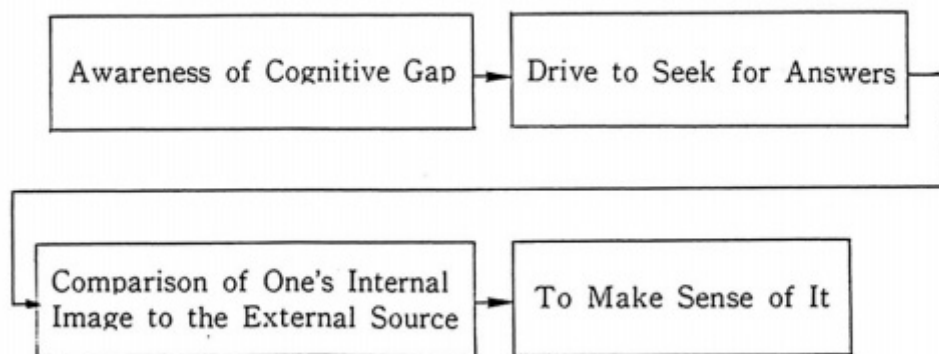 Awareness of Cognitive Gap
Drive to Seek for Answers
Comparison of One's Internal
Image to the External Source
To Make Sense of It